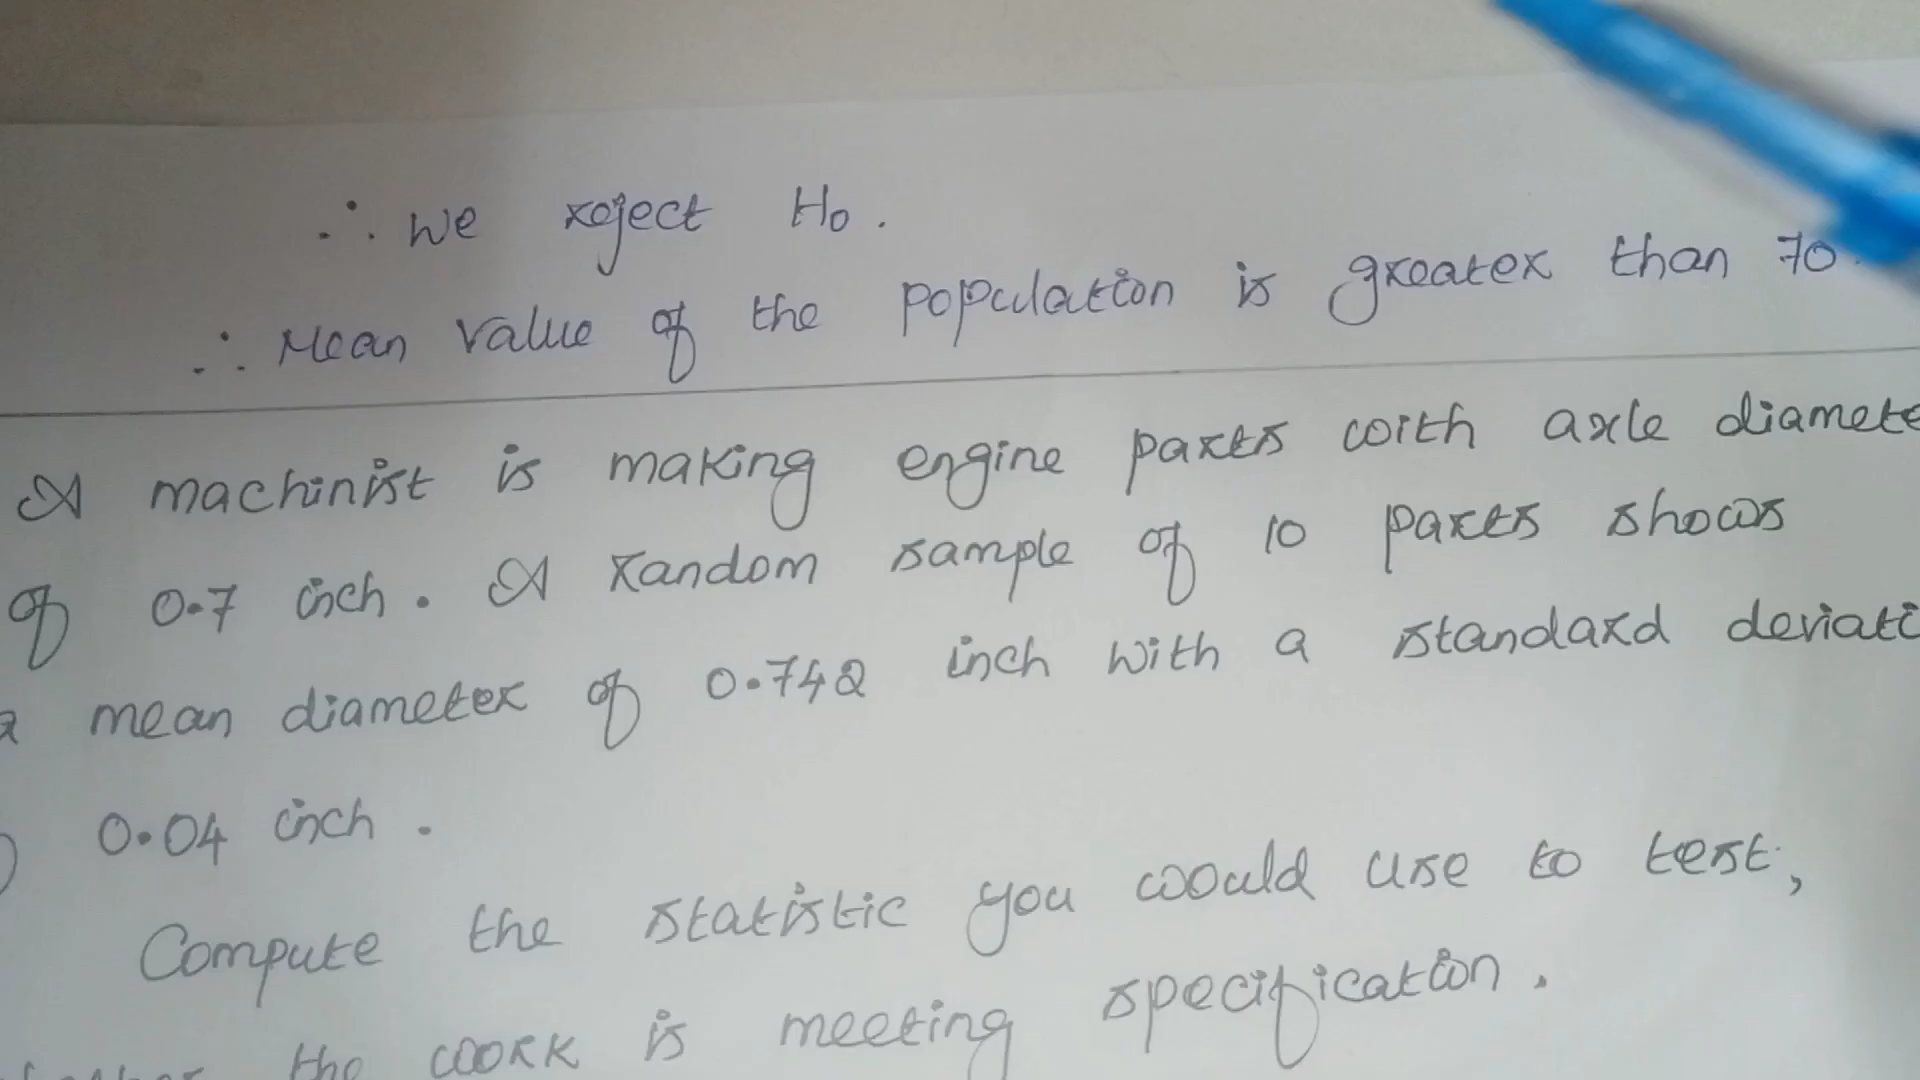 ∴ We reject H₀.
∴ Mean value of the population is greater than 70.
A machinist is making engine parts with axle diamete
of 0.7 inch. A random sample of 10 parts shows
a mean diameter of 0.742 inch with a standard deviati
0.04 inch.
Compute the statistic you would use to test,
the work is meeting specification.